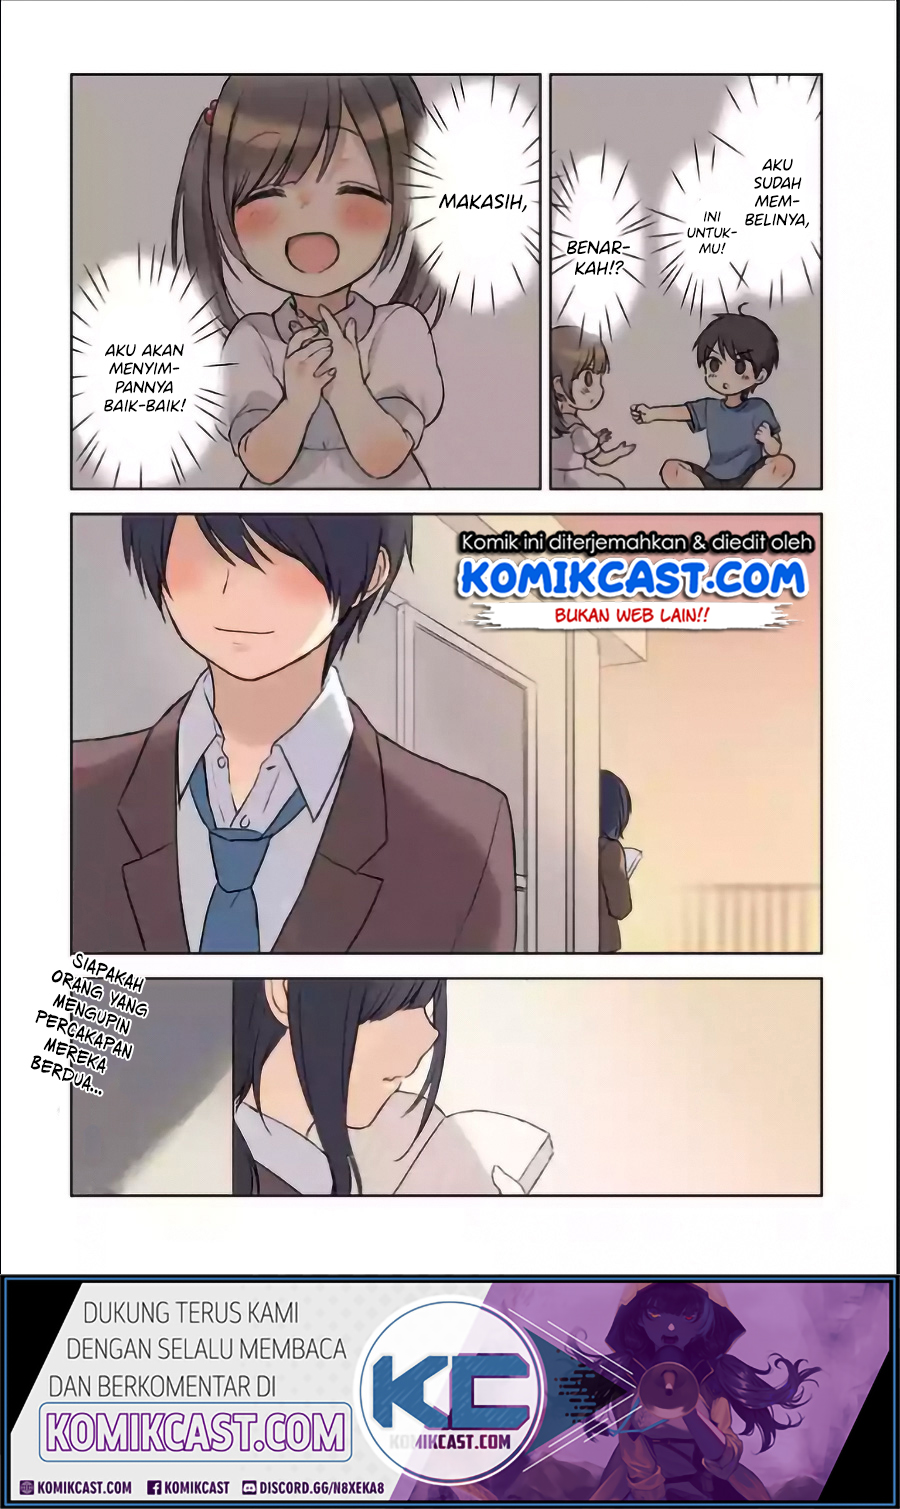 AKU
SUDAH
MEM-
BELINYA,
INI
UNTUK-
MU!
BENAR-
KAH!?
MAKASIH,
AKU AKAN
MENYIM-
PANNYA
BAIK-BAIK!
Komik ini diterjemahkan & diedit oleh
KOMIKCAST.COM
BUKAN WEB LAIN!!
SIAPAKAH
ORANG YANG
MENGUPIN
PERCAKAPAN
MEREKA
BERDUA...
DUKUNG TERUS KAMI
DENGAN SELALU MEMBACA
DAN BERKOMENTAR DI
KOMIKCAST.COM
KOMIKCAST.COM
KOMIKCAST
DISCORD.GG/N8XEKA8
KC
KOMIKCAST.COM